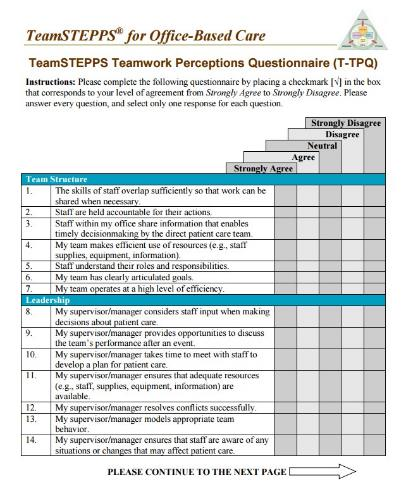 TeamSTEPPS® for Office-Based Care
TeamSTEPPS Teamwork Perceptions Questionnaire (T-TPQ)
Instructions: Please complete the following questionnaire by placing a checkmark [√] in the box
that corresponds to your level of agreement from Strongly Agree to Strongly Disagree. Please
answer every question, and select only one response for each question.
Strongly Disagree
Disagree
Neutral
Agree
Strongly Agree
Team Structure
1. The skills of staff overlap sufficiently so that work can be
shared when necessary.
2. Staff are held accountable for their actions.
3. Staff within my office share information that enables
timely decisionmaking by the direct patient care team.
4. My team makes efficient use of resources (e.g., staff
supplies, equipment, information).
5. Staff understand their roles and responsibilities.
6. My team has clearly articulated goals.
7. My team operates at a high level of efficiency.
Leadership
8. My supervisor/manager considers staff input when making
decisions about patient care.
9. My supervisor/manager provides opportunities to discuss
the team's performance after an event.
10. My supervisor/manager takes time to meet with staff to
develop a plan for patient care.
11. My supervisor/manager ensures that adequate resources
(e.g., staff, supplies, equipment, information) are
available.
12. My supervisor/manager resolves conflicts successfully.
13. My supervisor/manager models appropriate team
behavior.
14. My supervisor/manager ensures that staff are aware of any
situations or changes that may affect patient care.
PLEASE CONTINUE TO THE NEXT PAGE